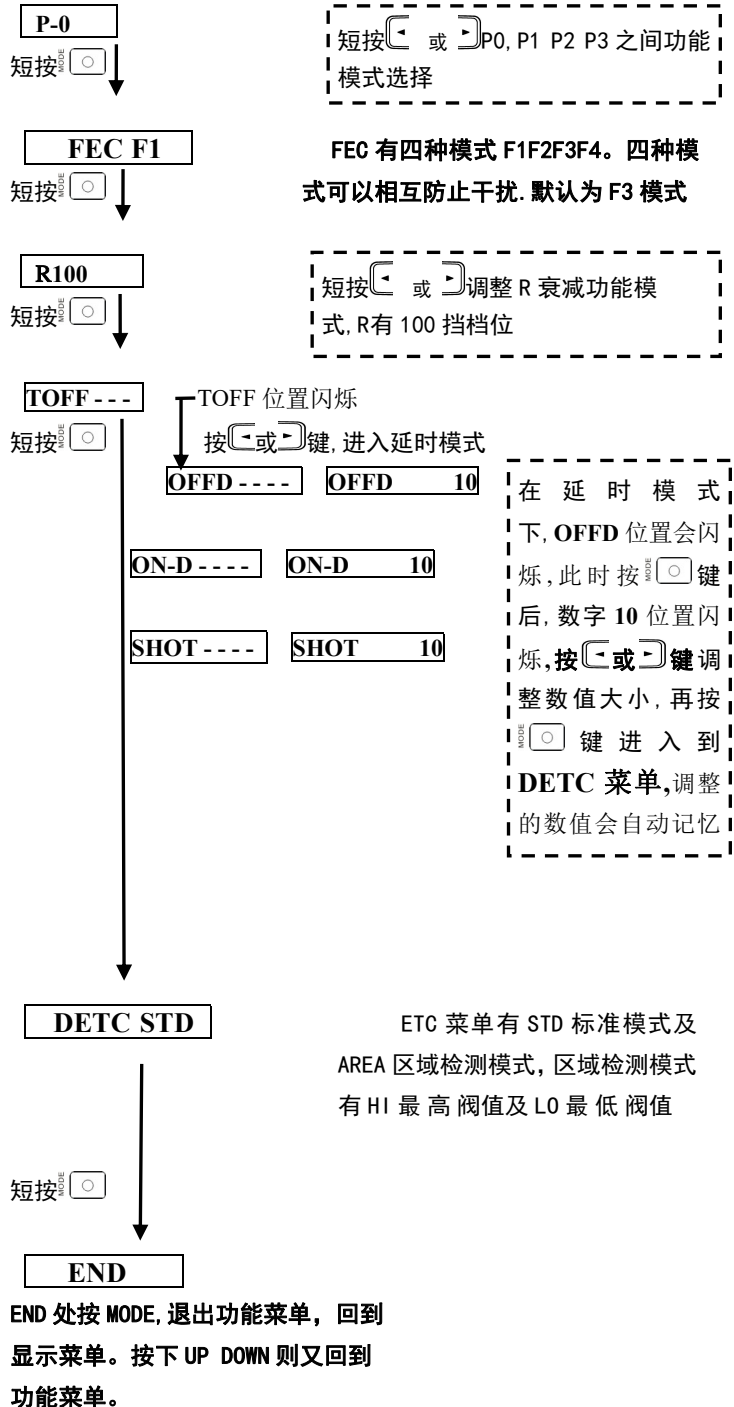 P-0
短按 MODE
短按 或 P0,P1 P2 P3 之间功能
模式选择
FEC F1
短按 MODE
FEC 有四种模式 F1F2F3F4。四种模
式可以相互防止干扰.默认为 F3 模式
R100
短按 MODE
短按 或 调整 R 衰减功能模
式,R有 100 挡档位
TOFF - - -
短按 MODE
TOFF 位置闪烁
按 或 键,进入延时模式
OFFD - - - - OFFD 10
ON-D - - - - ON-D 10
SHOT - - - - SHOT 10
在 延 时 模 式
下,OFFD 位置会闪
烁,此时按 MODE 键
后,数字 10 位置闪
烁,按 或 键调
整数值大小,再按
MODE 键 进 入 到
DETC 菜单,调整
的数值会自动记忆
DETC STD
ETC 菜单有 STD 标准模式及
AREA 区域检测模式，区域检测模式
有 HI 最 高 阀值及 LO 最 低 阀值
短按 MODE
END
END 处按 MODE,退出功能菜单，回到
显示菜单。按下 UP DOWN 则又回到
功能菜单。